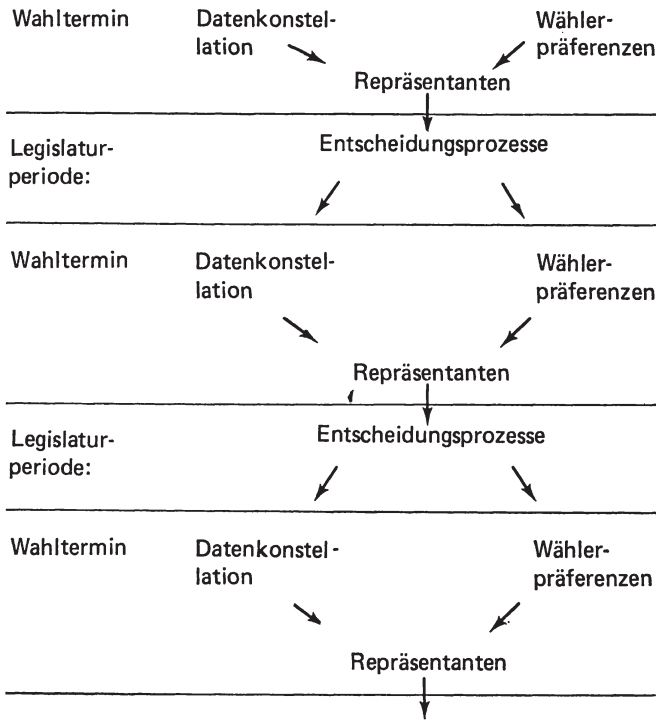 Wahltermin Datenkonstel- Wähler-
lation präferenzen
Repräsentanten
Legislatur- Entscheidungsprozesse
periode:
Wahltermin Datenkonstel- Wähler-
lation präferenzen
Repräsentanten
Legislatur- Entscheidungsprozesse
periode:
Wahltermin Datenkonstel- Wähler-
lation präferenzen
Repräsentanten